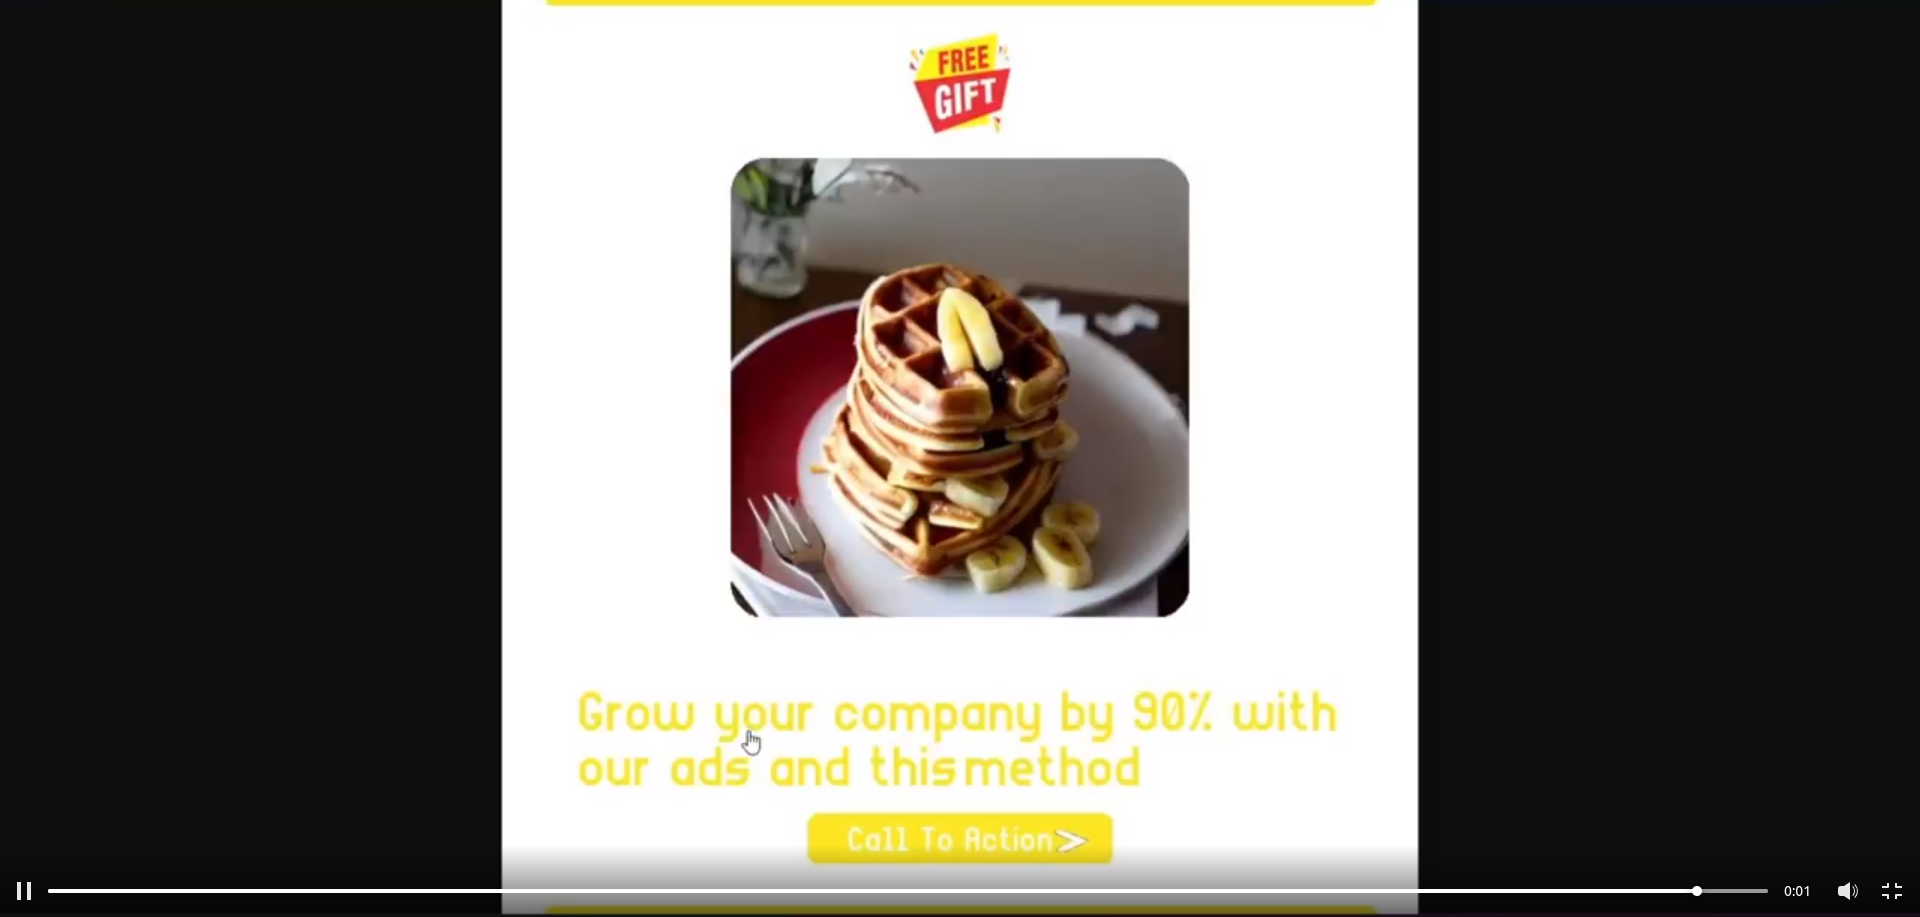 FREE
GIFT
Grow your company by 90% with
our ads and this method
Call To Action>
0:01